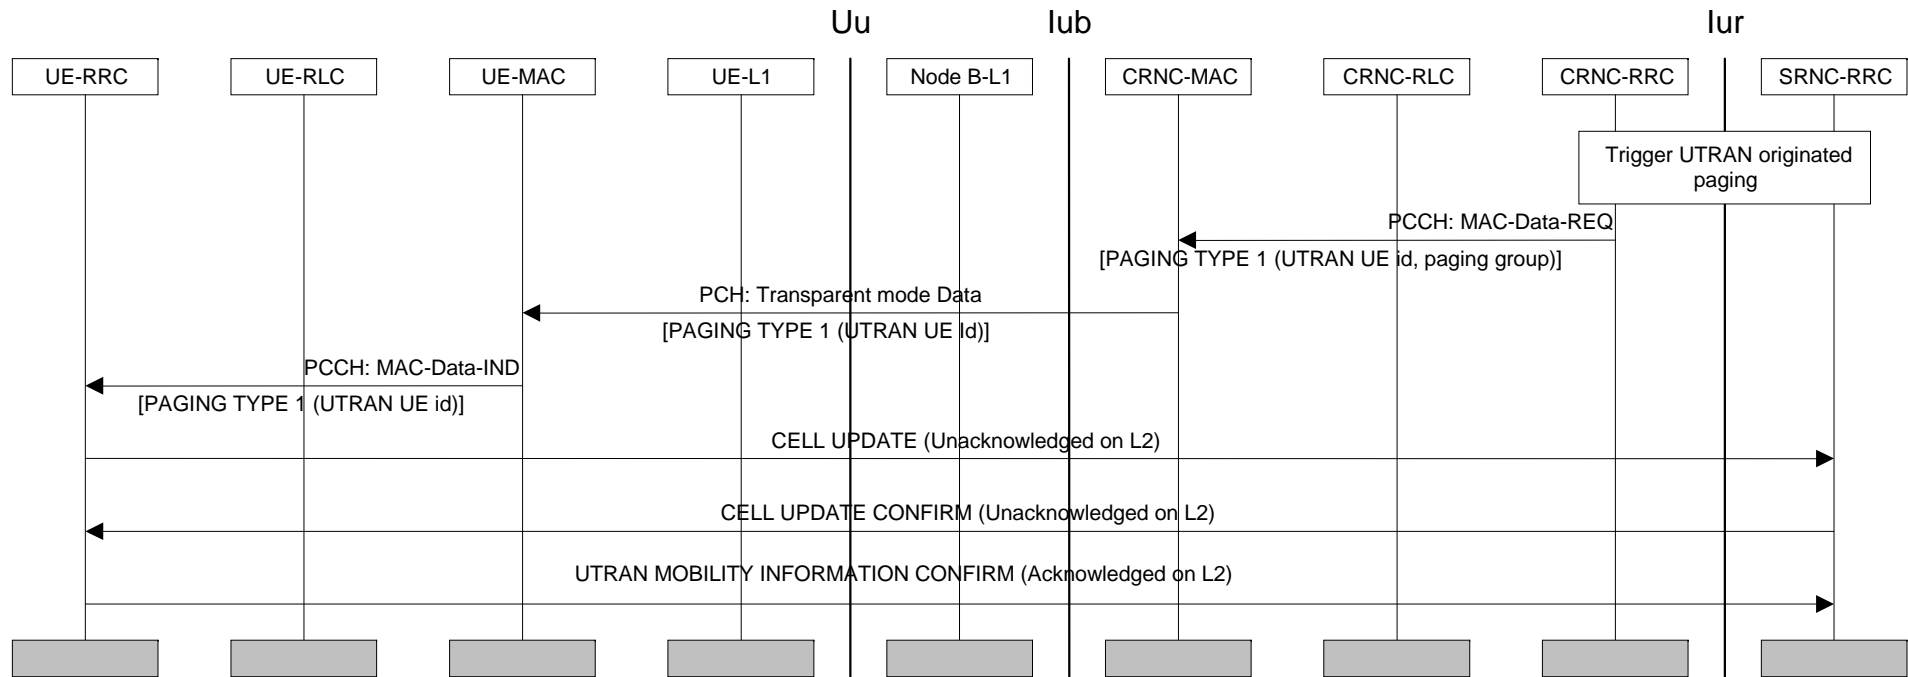 Uu
Iub
Iur
UE-RRC
UE-RLC
UE-MAC
UE-L1
Node B-L1
CRNC-MAC
CRNC-RLC
CRNC-RRC
SRNC-RRC
Trigger UTRAN originated
paging
PCCH: MAC-Data-REQ
[PAGING TYPE 1 (UTRAN UE id, paging group)]
PCH: Transparent mode Data
[PAGING TYPE 1 (UTRAN UE Id)]
PCCH: MAC-Data-IND
[PAGING TYPE 1 (UTRAN UE id)]
CELL UPDATE (Unacknowledged on L2)
CELL UPDATE CONFIRM (Unacknowledged on L2)
UTRAN MOBILITY INFORMATION CONFIRM (Acknowledged on L2)